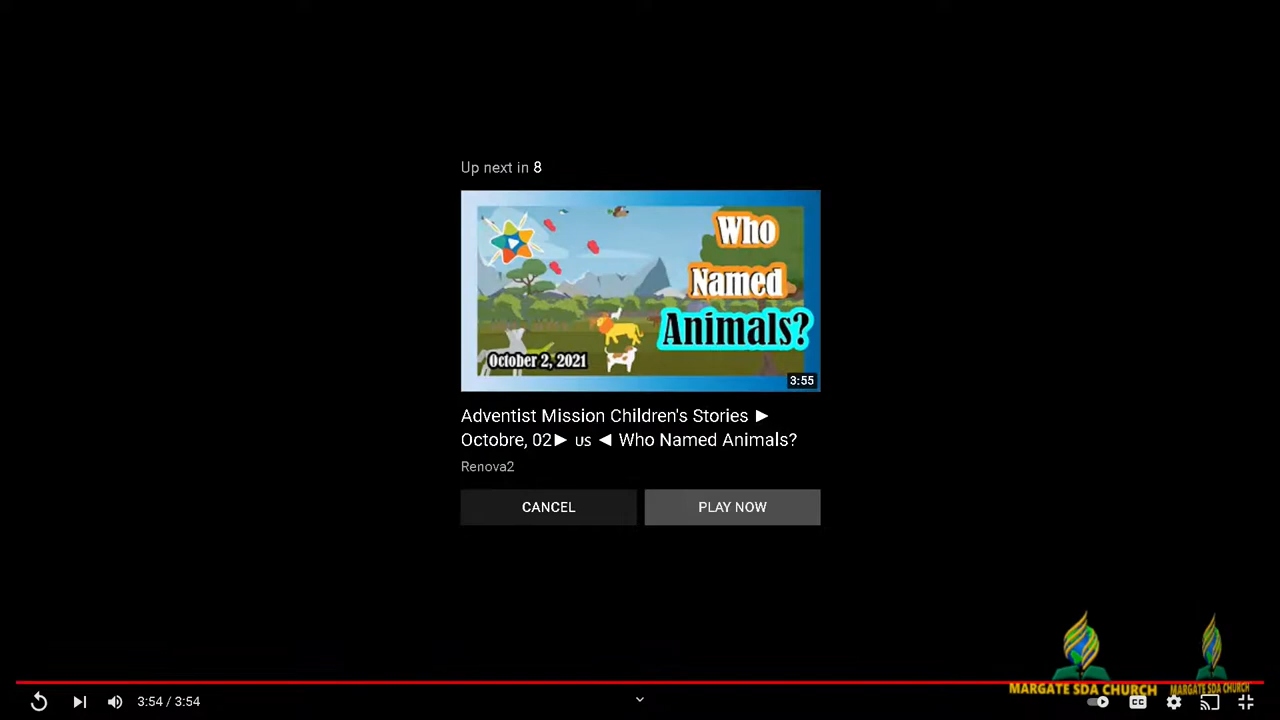 Up next in 8
Who
Named
Animals?
October 2, 2021
3:55
Adventist Mission Children's Stories ►
Octobre, 02► us ◄ Who Named Animals?
Renova2
CANCEL
PLAY NOW
MARGATE SDA CHURCH
MARGATE SDA CHURCH
3:54 / 3:54
CC